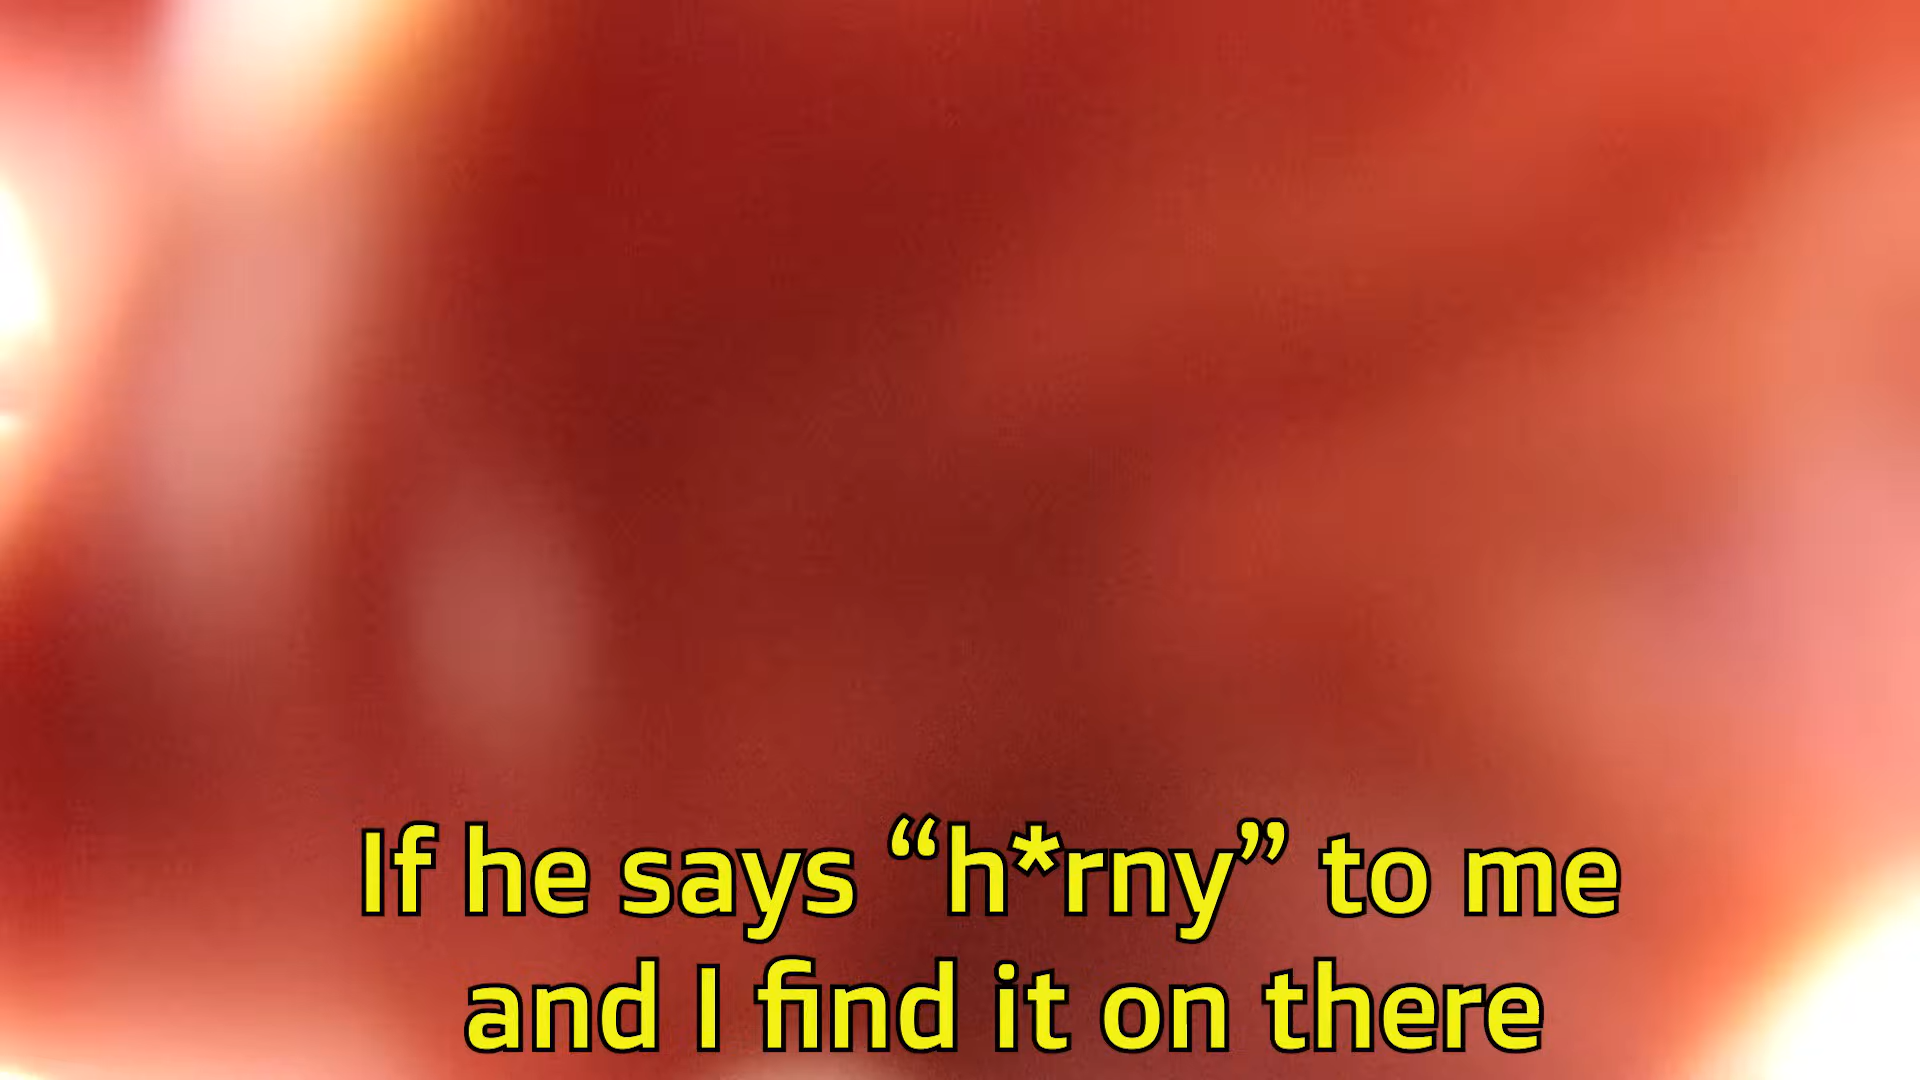 If he says “h*rny” to me
and I find it on there